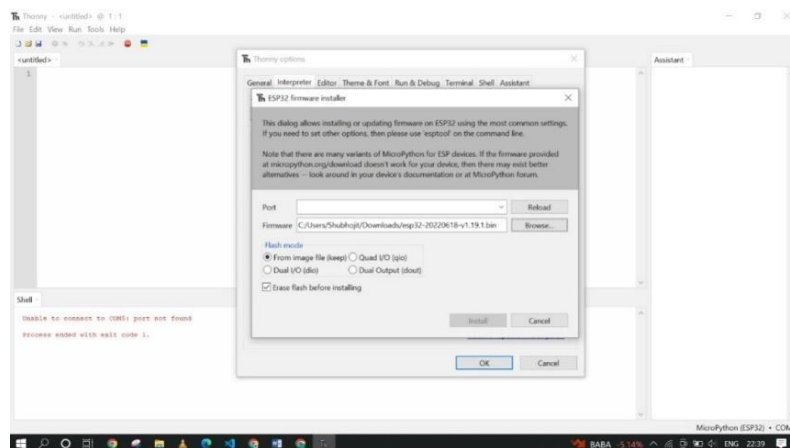 Thonny - <untitled> @ 1 : 1
File Edit View Run Tools Help
<untitled>
1
Thonny options
Assistant
General Interpreter Editor Theme & Font Run & Debug Terminal Shell Assistant
ESP32 firmware installer
This dialog allows installing or updating firmware on ESP32 using the most common settings.
If you need to set other options, then please use 'esptool' on the command line.
Note that there are many variants of MicroPython for ESP devices. If the firmware provided
at micropython.org/download doesn't work for your device, then there may exist better
alternatives -- look around in your device's documentation or at MicroPython forum.
Port
Reload
Firmware C:/Users/Shubhojit/Downloads/esp32-20220618-v1.19.1.bin Browse...
Flash mode
From image file (keep) Quad I/O (qio)
Dual I/O (dio) Dual Output (dout)
Erase flash before installing
Install Cancel
Shell
Unable to connect to COM5: port not found
Process ended with exit code 1.
OK Cancel
MicroPython (ESP32) • COM
BABA -5.14% ENG 22:39